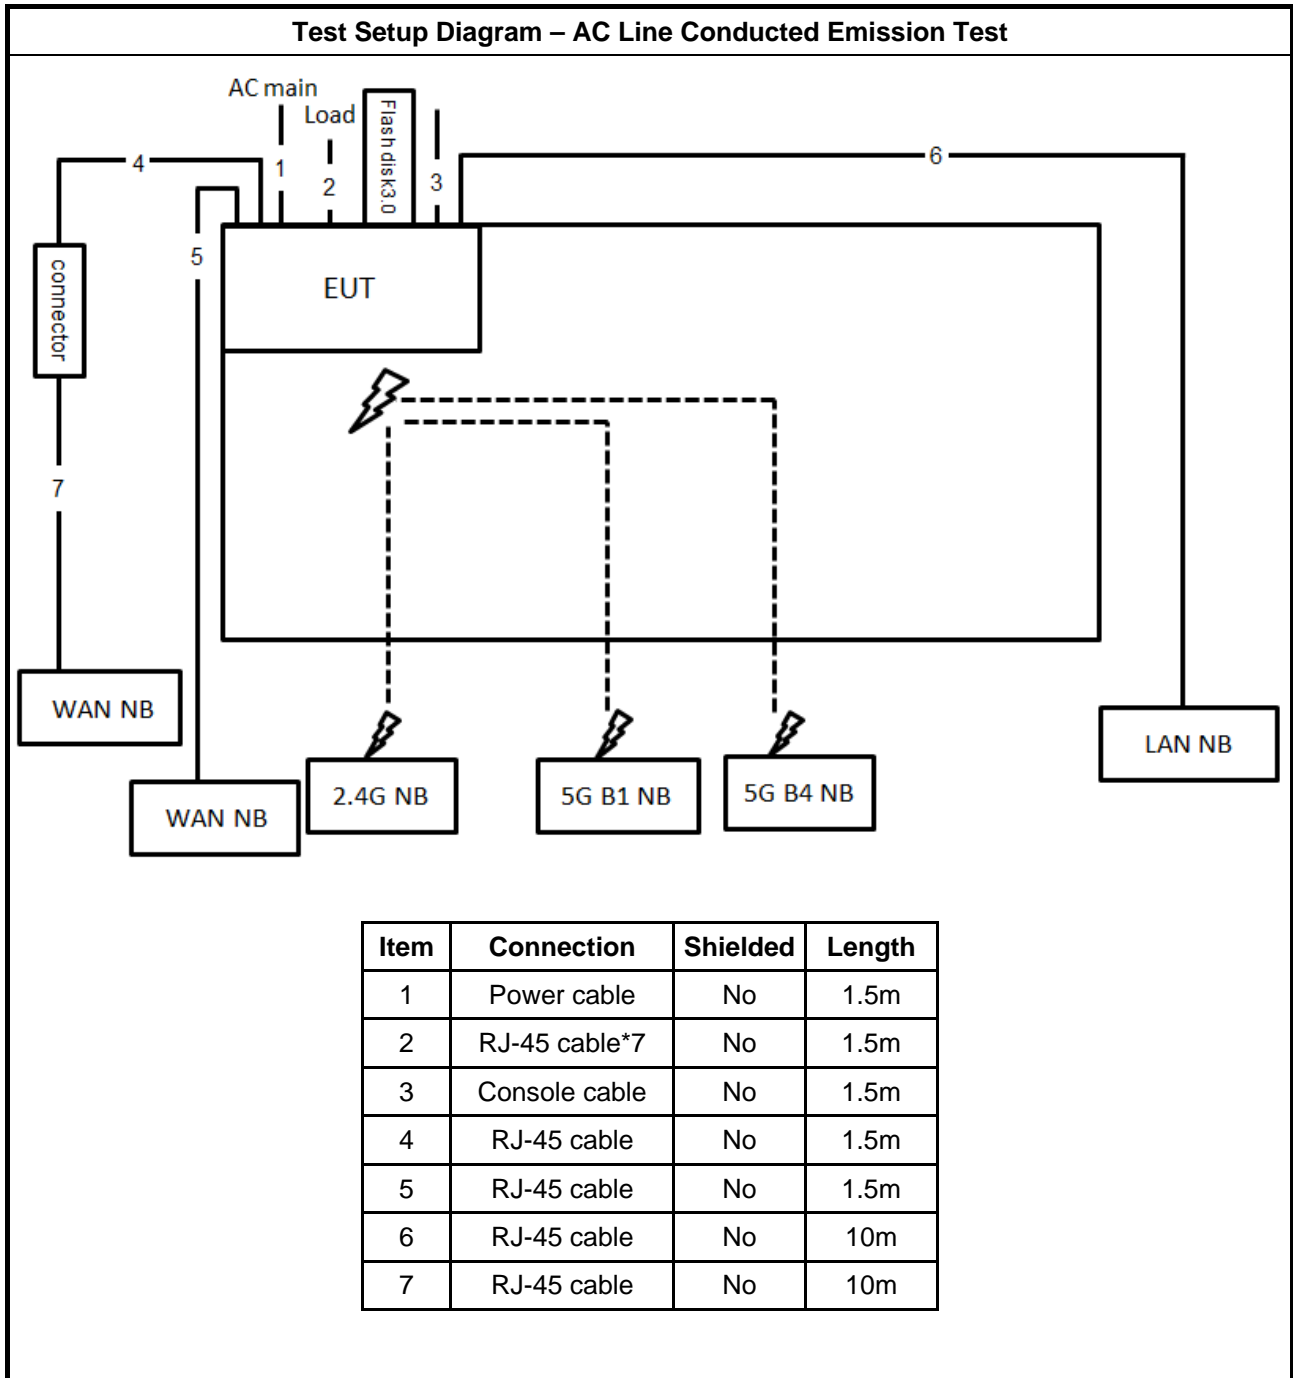 Test Setup Diagram – AC Line Conducted Emission Test
AC main
Load
Flash disk3.0
4
1
2
3
6
5
connector
EUT
7
WAN NB
WAN NB
2.4G NB
5G B1 NB
5G B4 NB
LAN NB
Item Connection Shielded Length
1 Power cable No 1.5m
2 RJ-45 cable*7 No 1.5m
3 Console cable No 1.5m
4 RJ-45 cable No 1.5m
5 RJ-45 cable No 1.5m
6 RJ-45 cable No 10m
7 RJ-45 cable No 10m